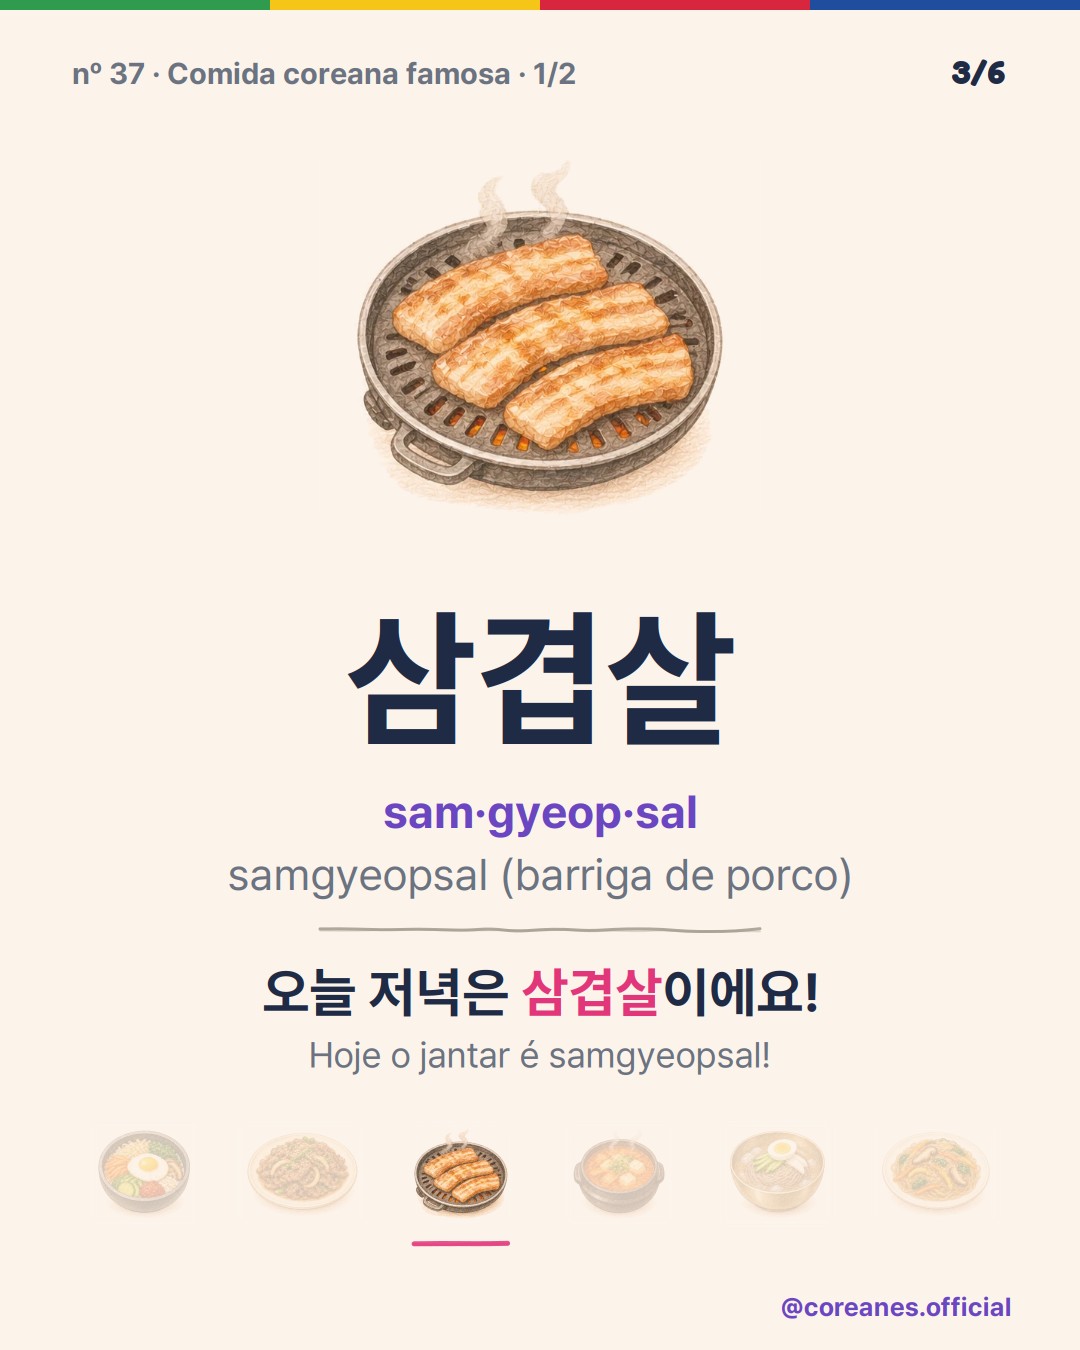 nº 37 · Comida coreana famosa · 1/2
3/6
삼겹살
sam·gyeop·sal
samgyeopsal (barriga de porco)
오늘 저녁은 삼겹살이에요!
Hoje o jantar é samgyeopsal!
@coreanes.official